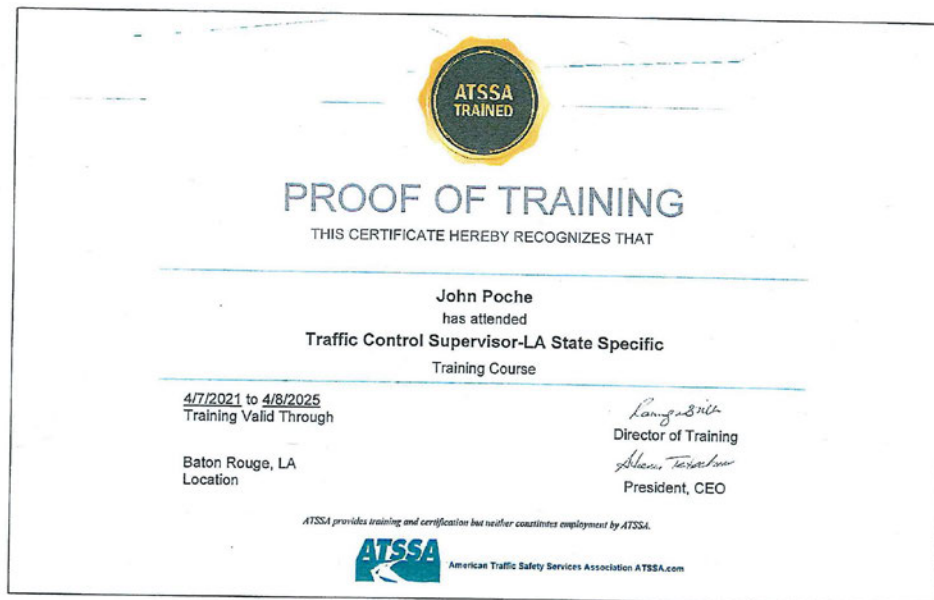 ATSSA
TRAINED
PROOF OF TRAINING
THIS CERTIFICATE HEREBY RECOGNIZES THAT
John Poche
has attended
Traffic Control Supervisor-LA State Specific
Training Course
4/7/2021 to 4/8/2025
Training Valid Through
Director of Training
Baton Rouge, LA
Location
President, CEO
ATSSA provides training and certification but neither constitutes employment by ATSSA.
ATSSA
American Traffic Safety Services Association ATSSA.com